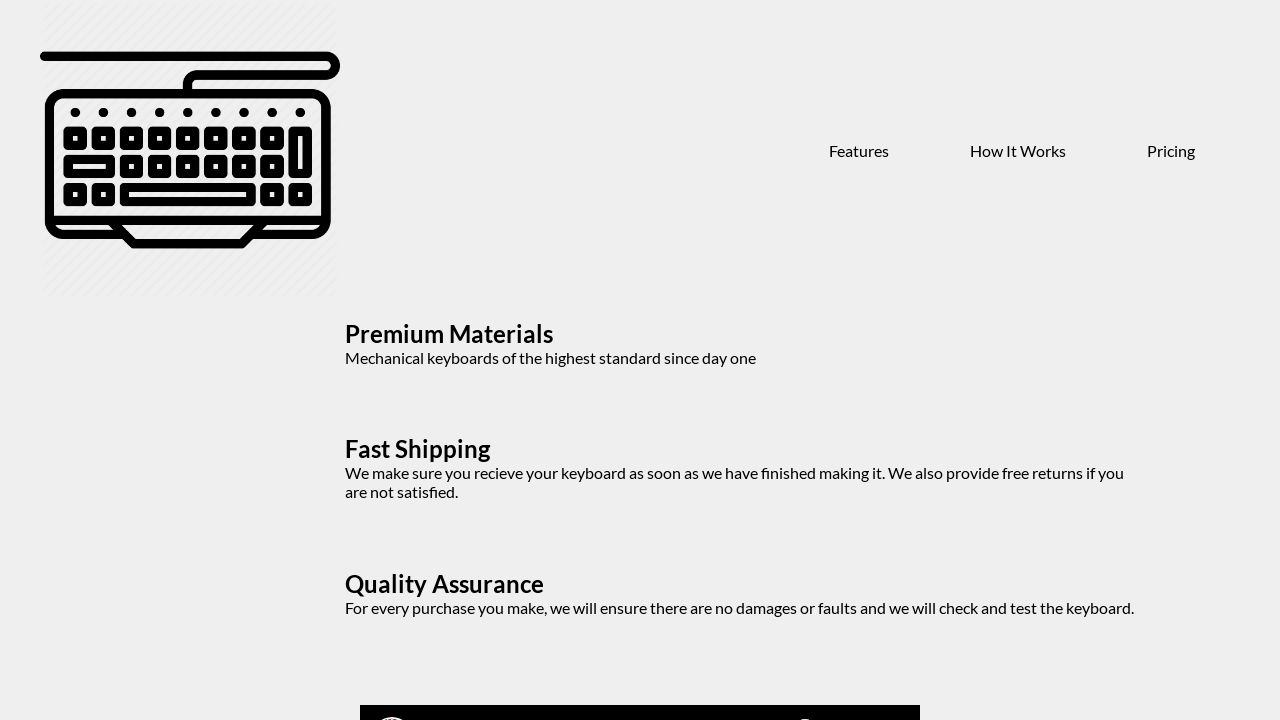 Features
How It Works
Pricing
Premium Materials
Mechanical keyboards of the highest standard since day one
Fast Shipping
We make sure you recieve your keyboard as soon as we have finished making it. We also provide free returns if you
are not satisfied.
Quality Assurance
For every purchase you make, we will ensure there are no damages or faults and we will check and test the keyboard.